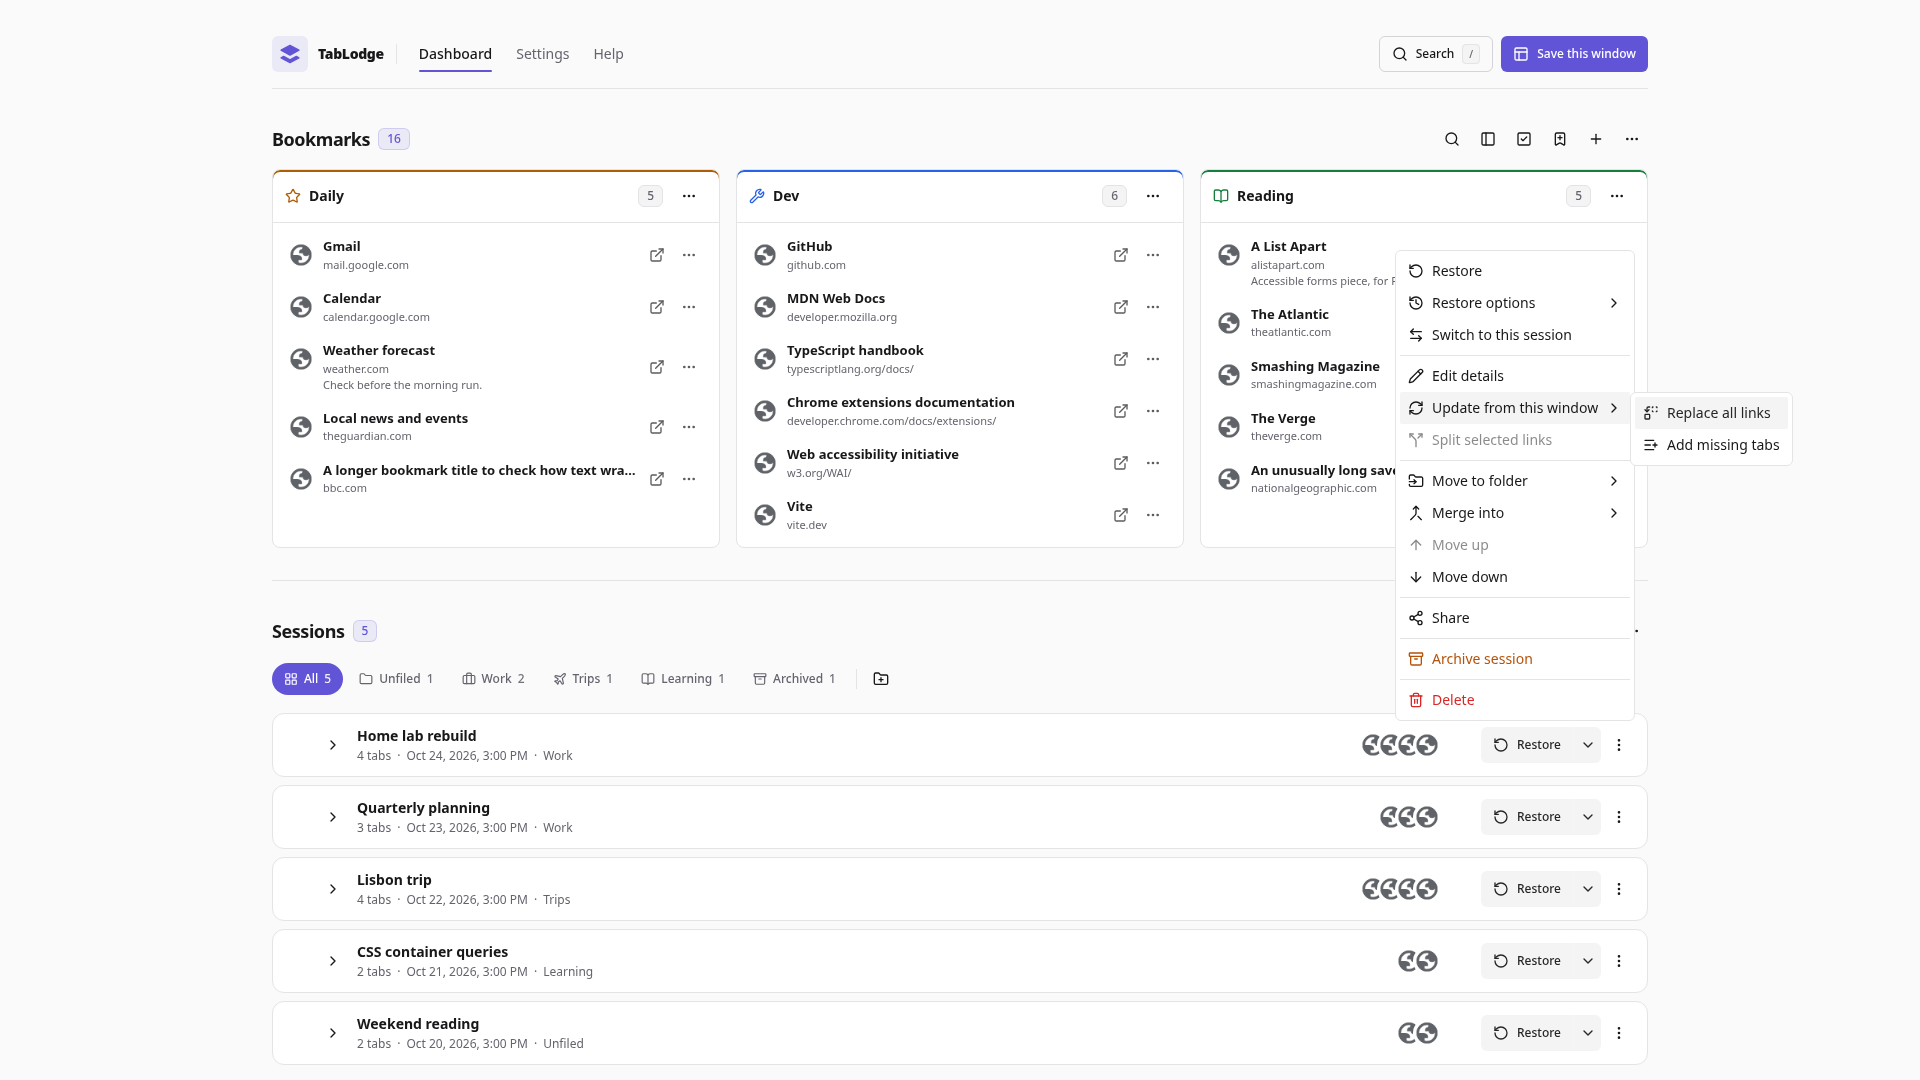 TabLodge
Dashboard
Settings
Help
Search /
Save this window
Bookmarks 16
Daily 5
Gmail
mail.google.com
Calendar
calendar.google.com
Weather forecast
weather.com
Check before the morning run.
Local news and events
theguardian.com
A longer bookmark title to check how text wra...
bbc.com
Dev 6
GitHub
github.com
MDN Web Docs
developer.mozilla.org
TypeScript handbook
typescriptlang.org/docs/
Chrome extensions documentation
developer.chrome.com/docs/extensions/
Web accessibility initiative
w3.org/WAI/
Vite
vite.dev
Reading 5
A List Apart
alistapart.com
Accessible forms piece, for
The Atlantic
theatlantic.com
Smashing Magazine
smashingmagazine.com
The Verge
theverge.com
An unusually long
nationalgeographic.com
Restore
Restore options
Switch to this session
Edit details
Update from this window
Split selected links
Move to folder
Merge into
Move up
Move down
Share
Archive session
Delete
Replace all links
Add missing tabs
Sessions 5
All 5
Unfiled 1
Work 2
Trips 1
Learning 1
Archived 1
Home lab rebuild
4 tabs · Oct 24, 2026, 3:00 PM · Work
Restore
Quarterly planning
3 tabs · Oct 23, 2026, 3:00 PM · Work
Restore
Lisbon trip
4 tabs · Oct 22, 2026, 3:00 PM · Trips
Restore
CSS container queries
2 tabs · Oct 21, 2026, 3:00 PM · Learning
Restore
Weekend reading
2 tabs · Oct 20, 2026, 3:00 PM · Unfiled
Restore